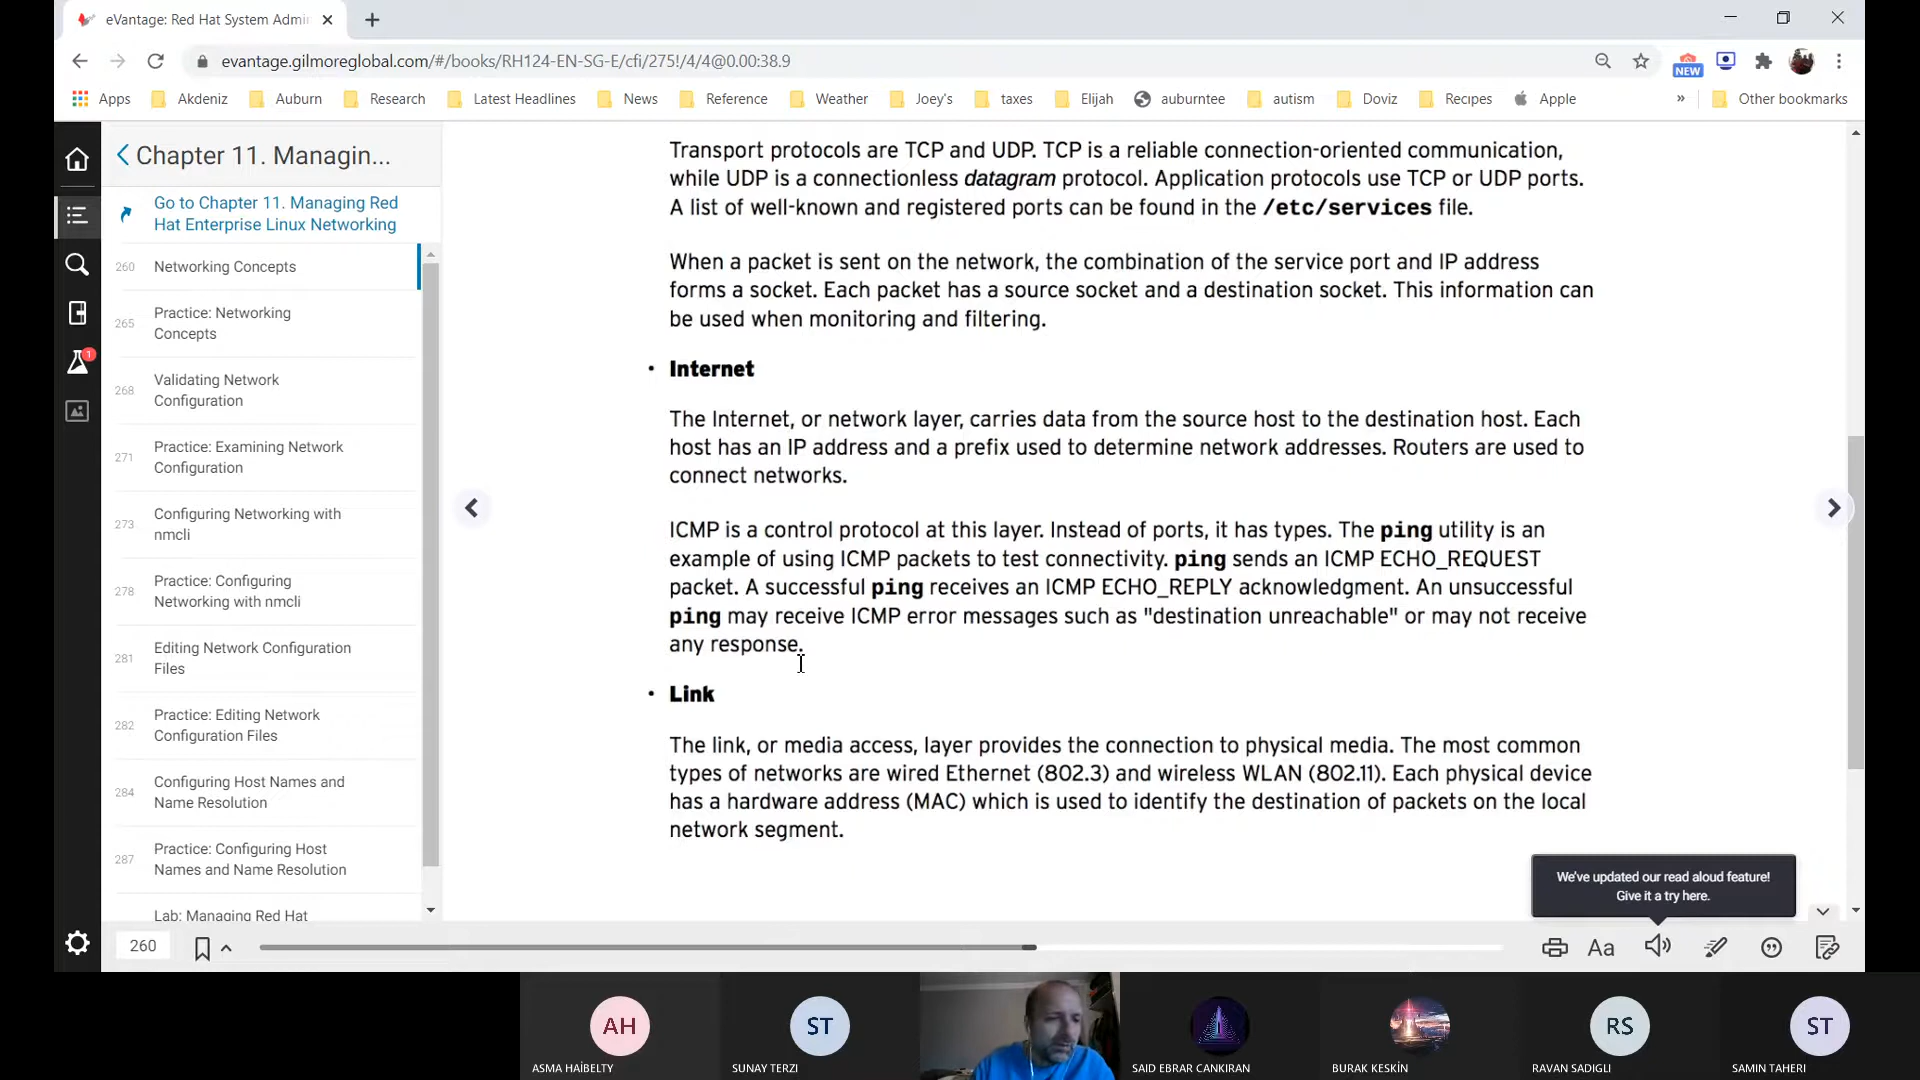 eVantage: Red Hat System Admi
evantage.gilmoreglobal.com/#/books/RH124-EN-SG-E/cfi/275!/4/4@0.00:38.9
NEW
Apps Akdeniz Auburn Research Latest Headlines News Reference Weather Joey's taxes Elijah auburntee autism Doviz Recipes Apple » Other bookmarks
Chapter 11. Managin...
Go to Chapter 11. Managing Red
Hat Enterprise Linux Networking
260 Networking Concepts
265 Practice: Networking
Concepts
268 Validating Network
Configuration
1
271 Practice: Examining Network
Configuration
273 Configuring Networking with
nmcli
278 Practice: Configuring
Networking with nmcli
281 Editing Network Configuration
Files
282 Practice: Editing Network
Configuration Files
284 Configuring Host Names and
Name Resolution
287 Practice: Configuring Host
Names and Name Resolution
Lab: Managing Red Hat
Transport protocols are TCP and UDP. TCP is a reliable connection-oriented communication,
while UDP is a connectionless datagram protocol. Application protocols use TCP or UDP ports.
A list of well-known and registered ports can be found in the /etc/services file.
When a packet is sent on the network, the combination of the service port and IP address
forms a socket. Each packet has a source socket and a destination socket. This information can
be used when monitoring and filtering.
• Internet
The Internet, or network layer, carries data from the source host to the destination host. Each
host has an IP address and a prefix used to determine network addresses. Routers are used to
connect networks.
ICMP is a control protocol at this layer. Instead of ports, it has types. The ping utility is an
example of using ICMP packets to test connectivity. ping sends an ICMP ECHO_REQUEST
packet. A successful ping receives an ICMP ECHO_REPLY acknowledgment. An unsuccessful
ping may receive ICMP error messages such as "destination unreachable" or may not receive
any response.
• Link
The link, or media access, layer provides the connection to physical media. The most common
types of networks are wired Ethernet (802.3) and wireless WLAN (802.11). Each physical device
has a hardware address (MAC) which is used to identify the destination of packets on the local
network segment.
We've updated our read aloud feature!
Give it a try here.
260
Aa
AH ST RS ST
ASMA HAİBELTY SUNAY TERZI SAID EBRAR CANKIRAN BURAK KESKİN RAVAN SADIGLI SAMIN TAHERI